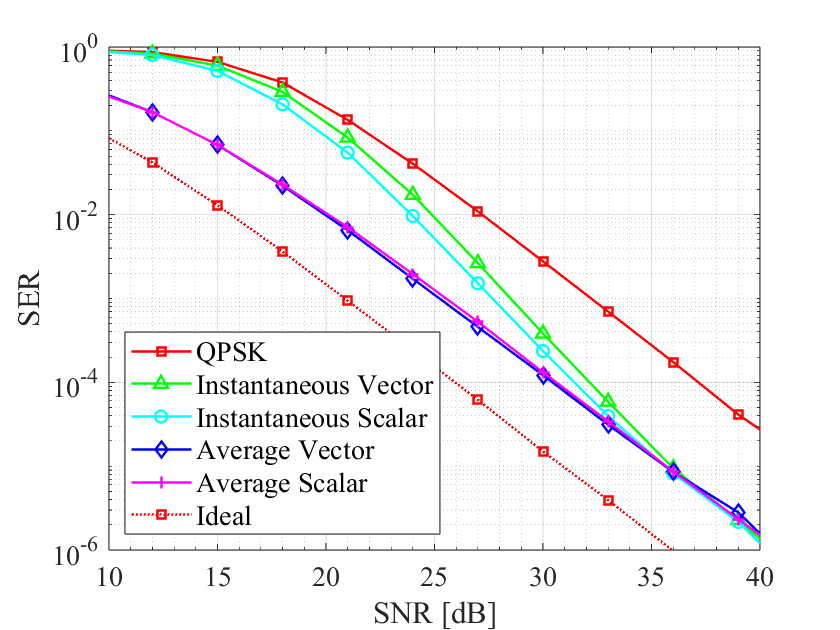 10^0
10^-2
10^-4
10^-6
SER
QPSK
Instantaneous Vector
Instantaneous Scalar
Average Vector
Average Scalar
Ideal
10 15 20 25 30 35 40
SNR [dB]